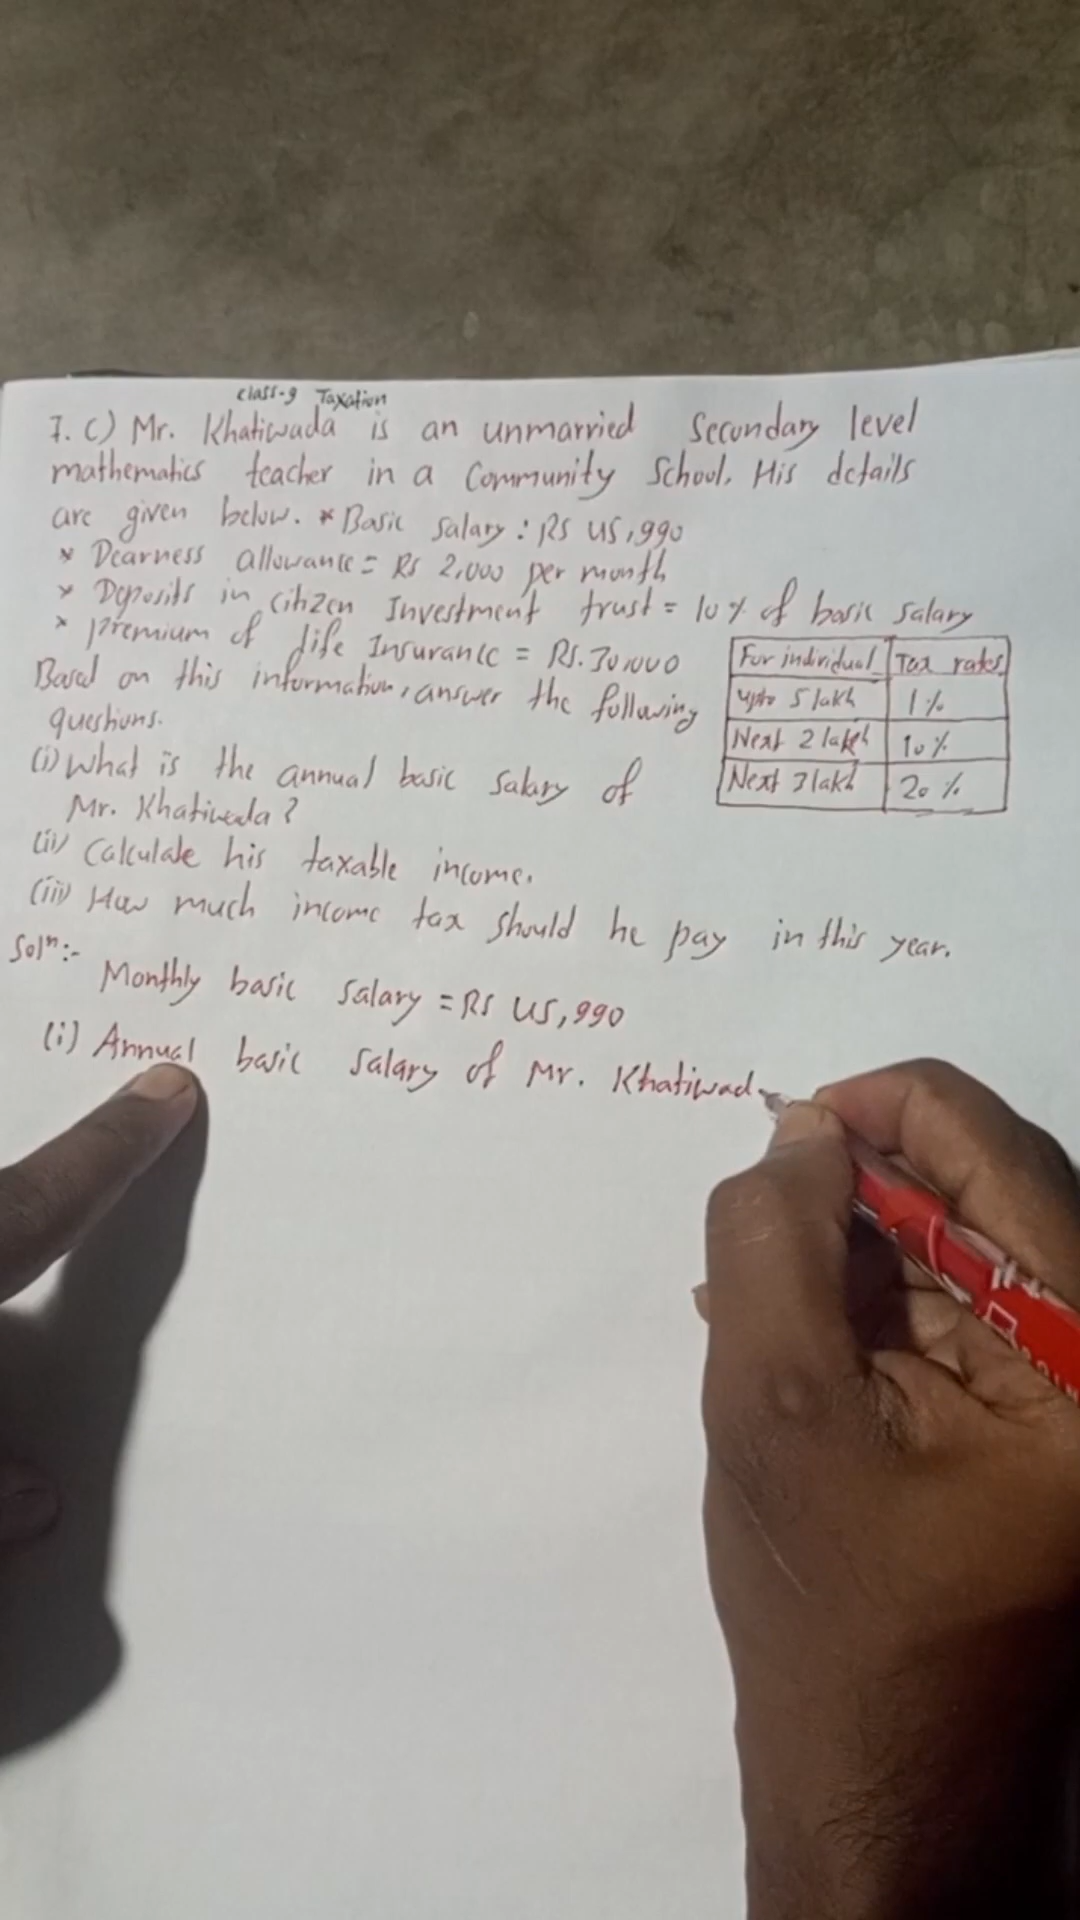 Class-9 Taxation
7. c) Mr. Khatiwada is an unmarried Secondary level
mathematics teacher in a Community School. His details
are given below. * Basic salary : Rs 45,990
* Dearness allowance = Rs 2,000 per month
* Deposits in Citizen Investment trust = 10% of basic salary
* Premium of life Insurance = Rs. 30,000
Based on this information, answer the following
questions.
For individual Tax rates
upto 5 lakh 1%
Next 2 lakh 10%
Next 3 lakh 20%
(i) What is the annual basic salary of
Mr. Khatiwada?
(ii) Calculate his taxable income.
(iii) How much income tax should he pay in this year.
Solⁿ:-
Monthly basic salary = Rs 45,990
(i) Annual basic salary of Mr. Khatiwad